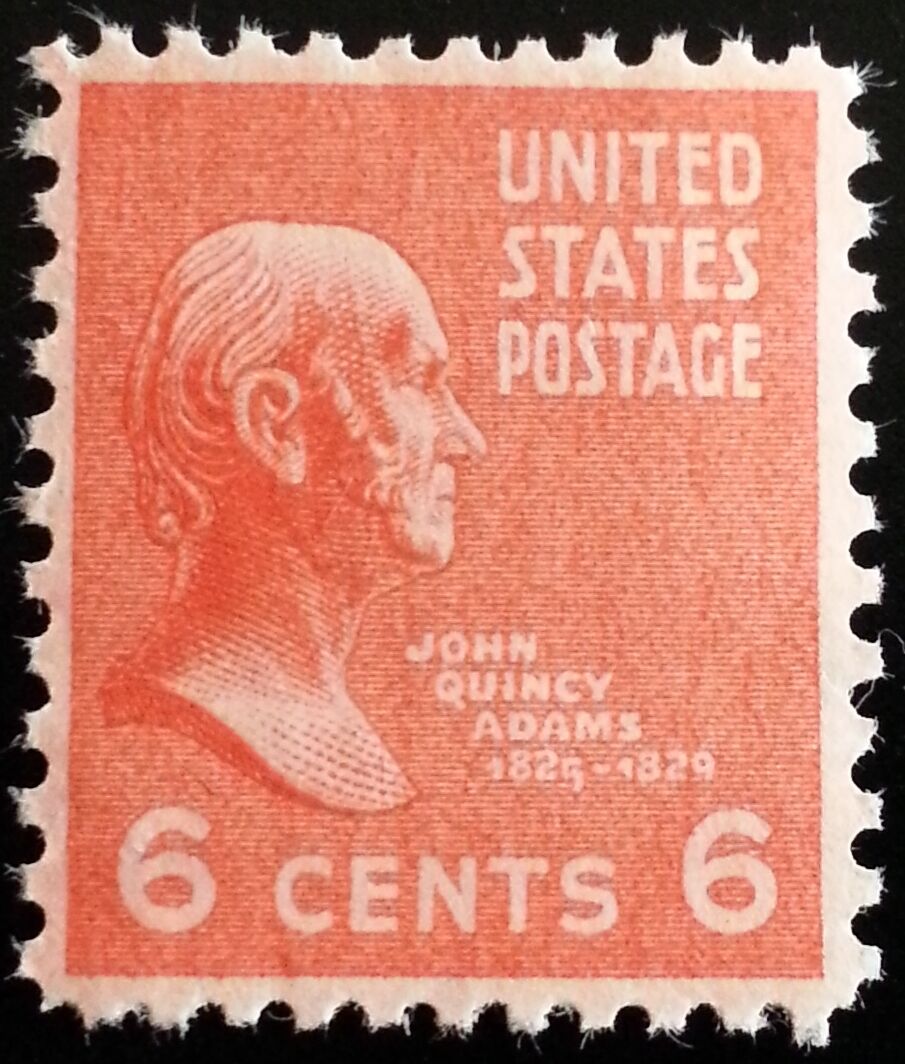 UNITED
STATES
POSTAGE
JOHN
QUINCY
ADAMS
1825-1829
6 CENTS 6